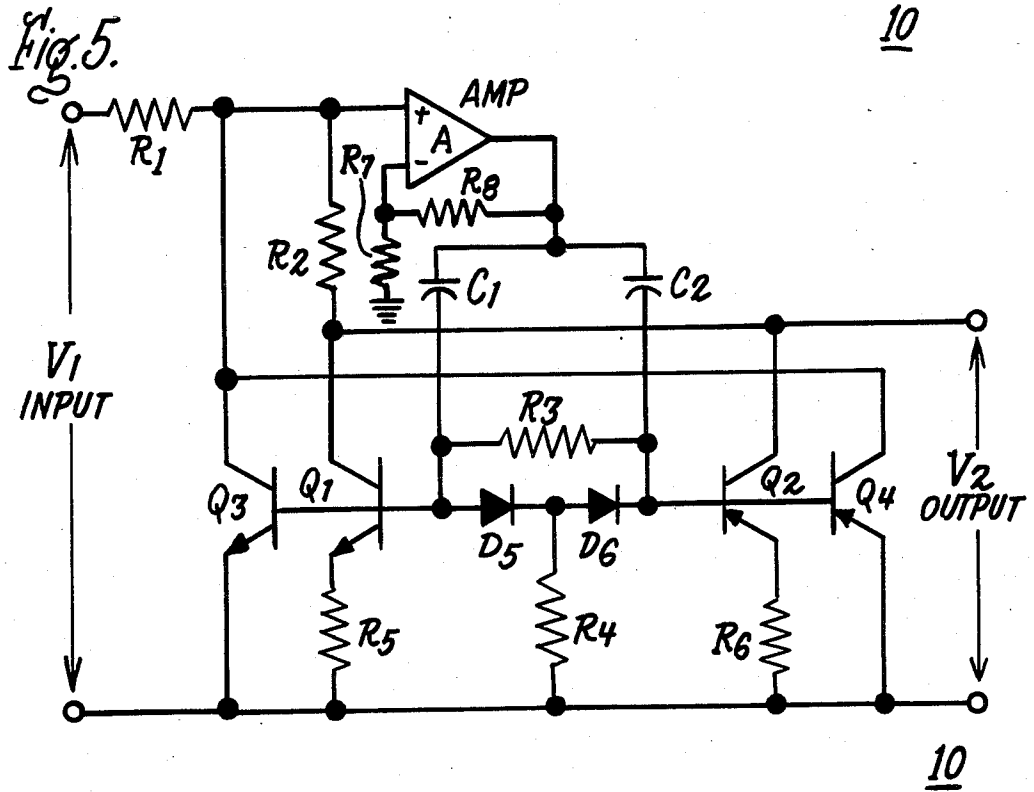 Fig. 5.
10
AMP
+
A
-
R1
R7
R8
R2
C1
C2
V1
INPUT
R3
Q3
Q1
Q2
Q4
V2
OUTPUT
D5
D6
R5
R4
R6
10